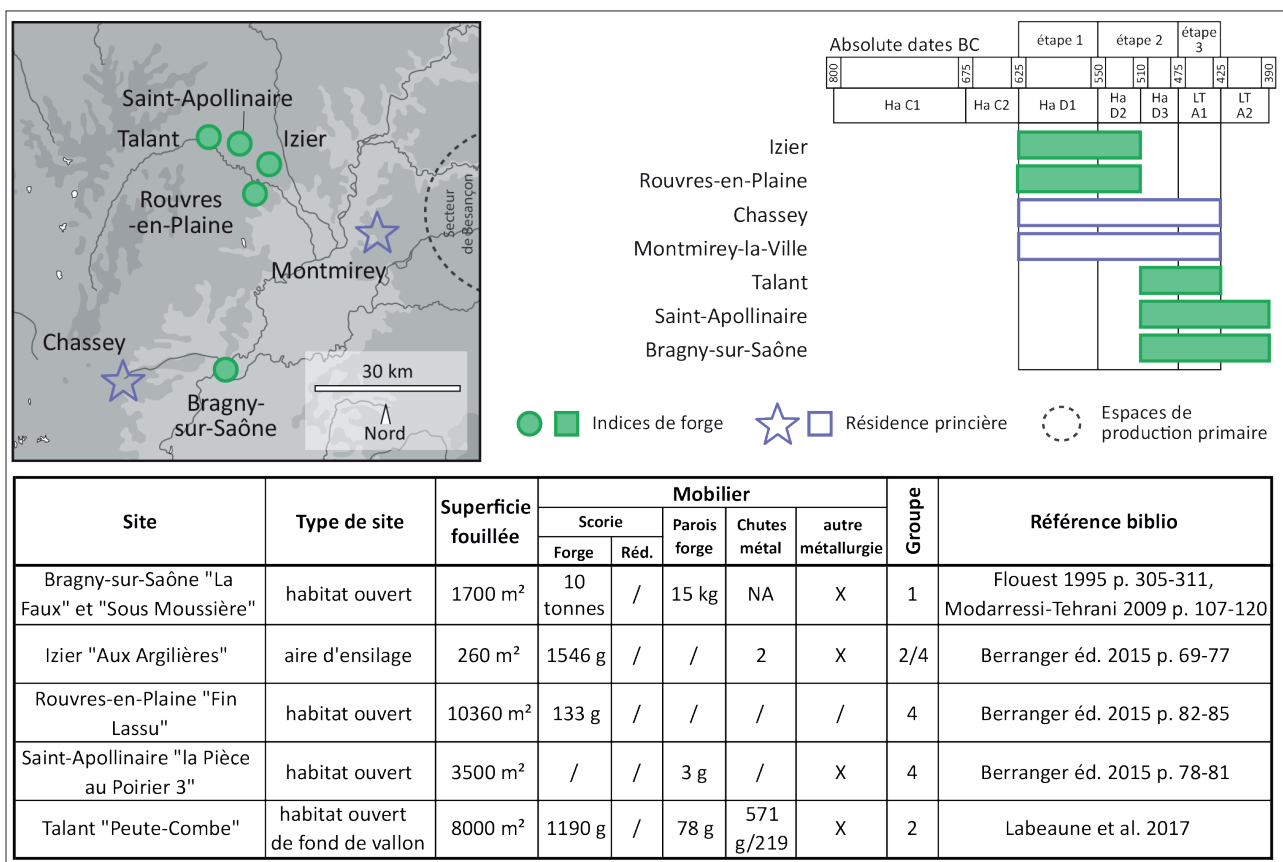 Saint-Apollinaire
Talant
Izier
Rouvres
-en-Plaine
Secteur
de Besançon
Montmirey
Chassey
Bragny-
sur-Saône
30 km
Nord
Absolute dates BC
étape 1
étape 2
étape
3
800
675
625
550
510
475
425
390
Ha C1
Ha C2
Ha D1
Ha
D2
Ha
D3
LT
A1
LT
A2
Izier
Rouvres-en-Plaine
Chassey
Montmirey-la-Ville
Talant
Saint-Apollinaire
Bragny-sur-Saône
Indices de forge
Résidence princière
Espaces de
production primaire
Site
Type de site
Superficie
fouillée
Mobilier
Scorie
Forge
Réd.
Parois
forge
Chutes
métal
autre
métallurgie
Groupe
Référence biblio
Bragny-sur-Saône "La
Faux" et "Sous Moussière"
habitat ouvert
1700 m²
10
tonnes
/
15 kg
NA
X
1
Flouest 1995 p. 305-311,
Modarressi-Tehrani 2009 p. 107-120
Izier "Aux Argilières"
aire d'ensilage
260 m²
1546 g
/
/
2
X
2/4
Berranger éd. 2015 p. 69-77
Rouvres-en-Plaine "Fin
Lassu"
habitat ouvert
10360 m²
133 g
/
/
/
/
4
Berranger éd. 2015 p. 82-85
Saint-Apollinaire "la Pièce
au Poirier 3"
habitat ouvert
3500 m²
/
/
3 g
/
X
4
Berranger éd. 2015 p. 78-81
Talant "Peute-Combe"
habitat ouvert
de fond de vallon
8000 m²
1190 g
/
78 g
571
g/219
X
2
Labeaune et al. 2017